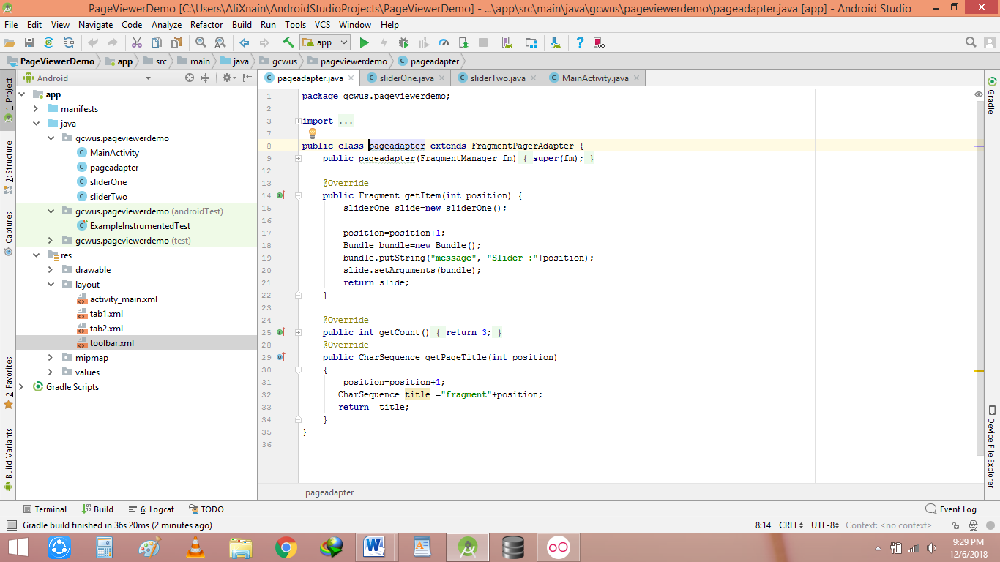 PageViewerDemo [C:\Users\AliXnain\AndroidStudioProjects\PageViewerDemo] - ...\app\src\main\java\gcwus\pageviewerdemo\pageadapter.java [app] - Android Studio
File Edit View Navigate Code Analyze Refactor Build Run Tools VCS Window Help
app
PageViewerDemo app src main java gcwus pageviewerdemo pageadapter
Android
pageadapter.java sliderOne.java sliderTwo.java MainActivity.java
1: Project
7: Structure
Captures
2: Favorites
Build Variants
app
manifests
java
gcwus.pageviewerdemo
MainActivity
pageadapter
sliderOne
sliderTwo
gcwus.pageviewerdemo (androidTest)
ExampleInstrumentedTest
gcwus.pageviewerdemo (test)
res
drawable
layout
activity_main.xml
tab1.xml
tab2.xml
toolbar.xml
mipmap
values
Gradle Scripts
1 package gcwus.pageviewerdemo;
2
3 import ...
7
8 public class pageadapter extends FragmentPagerAdapter {
9 public pageadapter(FragmentManager fm) { super(fm); }
12
13 @Override
14 public Fragment getItem(int position) {
15 sliderOne slide=new sliderOne();
16
17 position=position+1;
18 Bundle bundle=new Bundle();
19 bundle.putString("message", "Slider :"+position);
20 slide.setArguments(bundle);
21 return slide;
22 }
23
24 @Override
25 public int getCount() { return 3; }
28 @Override
29 public CharSequence getPageTitle(int position)
30 {
31 position=position+1;
32 CharSequence title ="fragment"+position;
33 return title;
34 }
35 }
36
pageadapter
Gradle
Device File Explorer
Terminal Build 6: Logcat TODO Event Log
Gradle build finished in 36s 20ms (2 minutes ago) 8:14 CRLF UTF-8 Context: <no context>
9:29 PM
12/6/2018